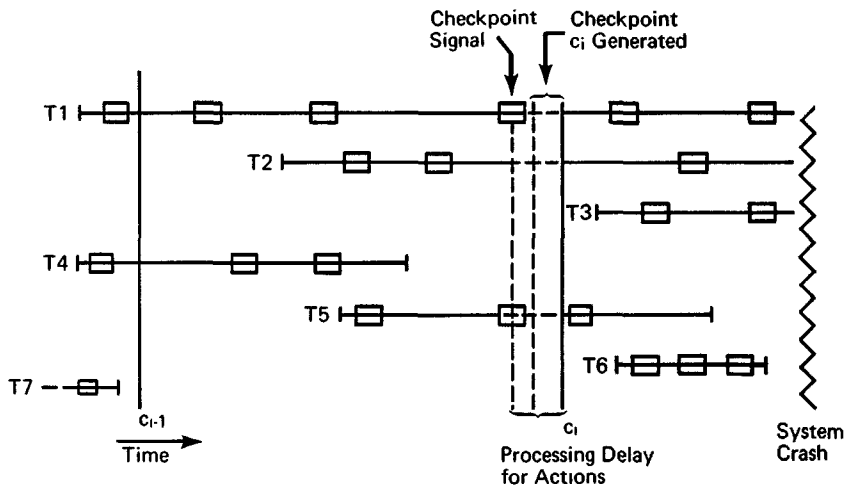 Checkpoint
Signal
Checkpoint
ci Generated
T1
T2
T3
T4
T5
T6
T7
ci-1
ci
Time
Processing Delay
for Actions
System
Crash